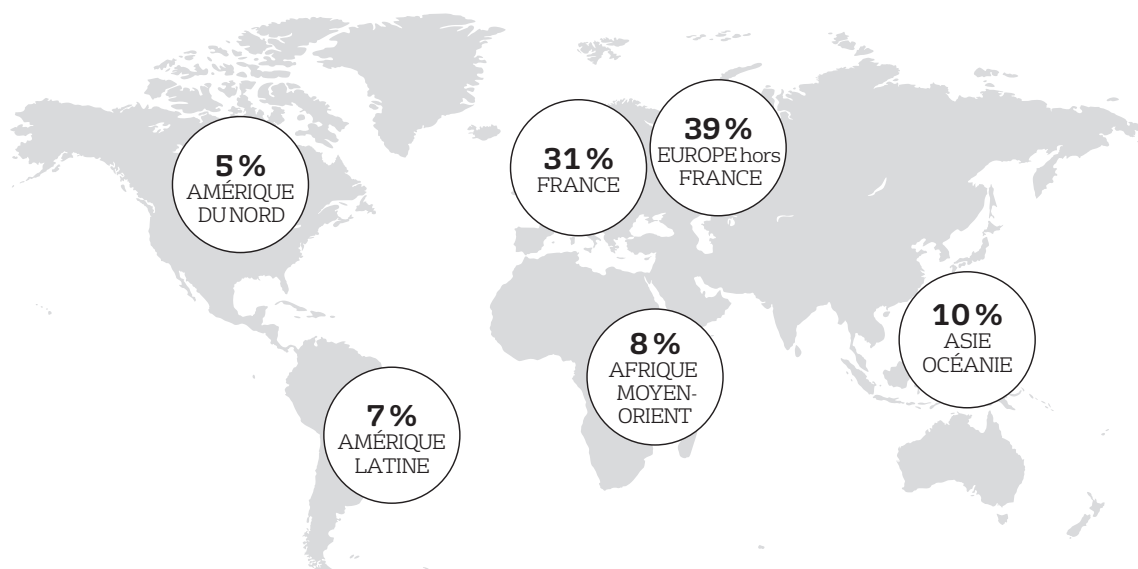 5 %
AMÉRIQUE
DU NORD
31 %
FRANCE
39 %
EUROPE hors
FRANCE
10 %
ASIE
OCÉANIE
8 %
AFRIQUE
MOYEN-
ORIENT
7 %
AMÉRIQUE
LATINE